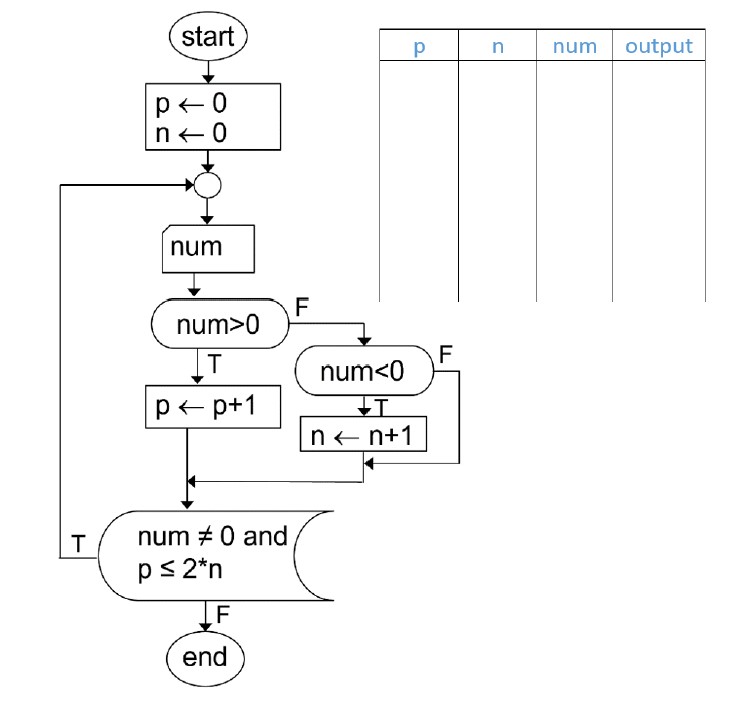 start
p n num output
p ← 0
n ← 0
num
num>0
F
T
num<0
F
p ← p+1
T
n ← n+1
num ≠ 0 and
p ≤ 2*n
T
F
end